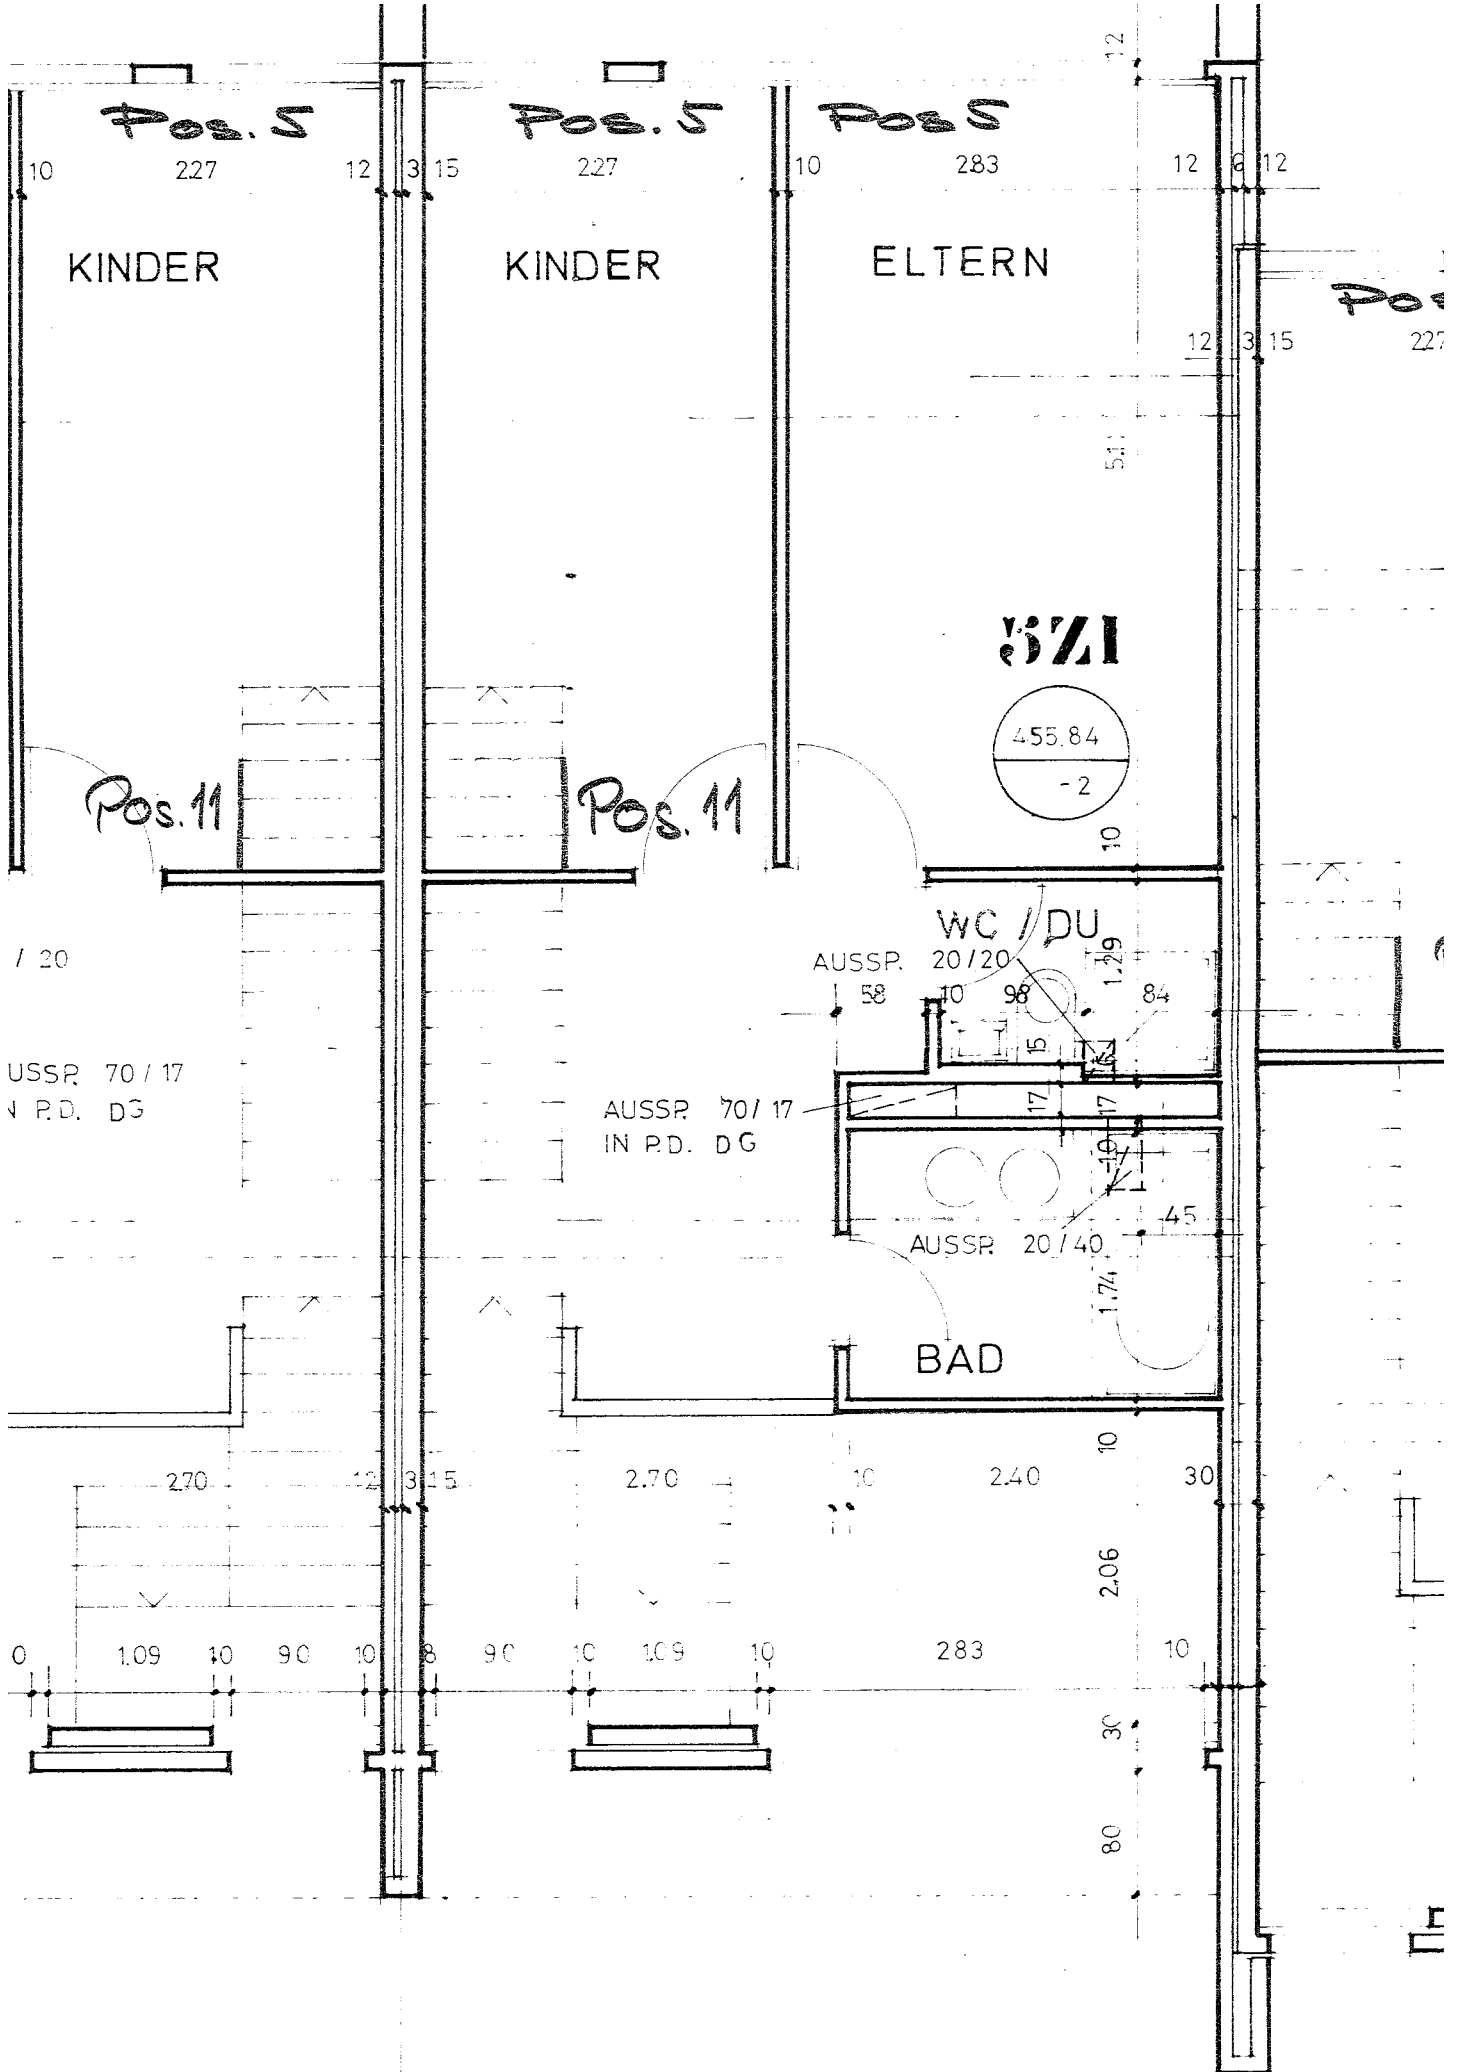 12
Pos. 5 Pos. 5 Pos 5
10 227 12 3 15 227 10 283 12 6 12
KINDER KINDER ELTERN
Pos
12 3 15 227
5ZI
455.84
-2
Pos. 11 Pos. 11
10
WC / DU
/ 20 AUSSP. 20/20
1.29
58 10 98 84
15
USSP. 70/17
P.D. DG
AUSSP. 70/17
IN P.D. DG
17 17
10
45
AUSSP. 20/40
1.74
BAD
10
2.70 12 3 15 2.70 10 2.40 30
2.06
0 1.09 10 90 10 8 90 10 1.09 10 283 10
30
80